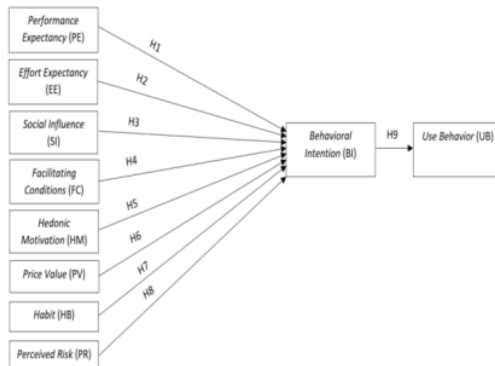 Performance
Expectancy (PE)
H1
Effort Expectancy
(EE)
H2
Social Influence
(SI)
H3
Facilitating
Conditions (FC)
H4
Hedonic
Motivation (HM)
H5
Price Value (PV)
H6
Habit (HB)
H7
Perceived Risk (PR)
H8
Behavioral
Intention (BI)
H9
Use Behavior (UB)